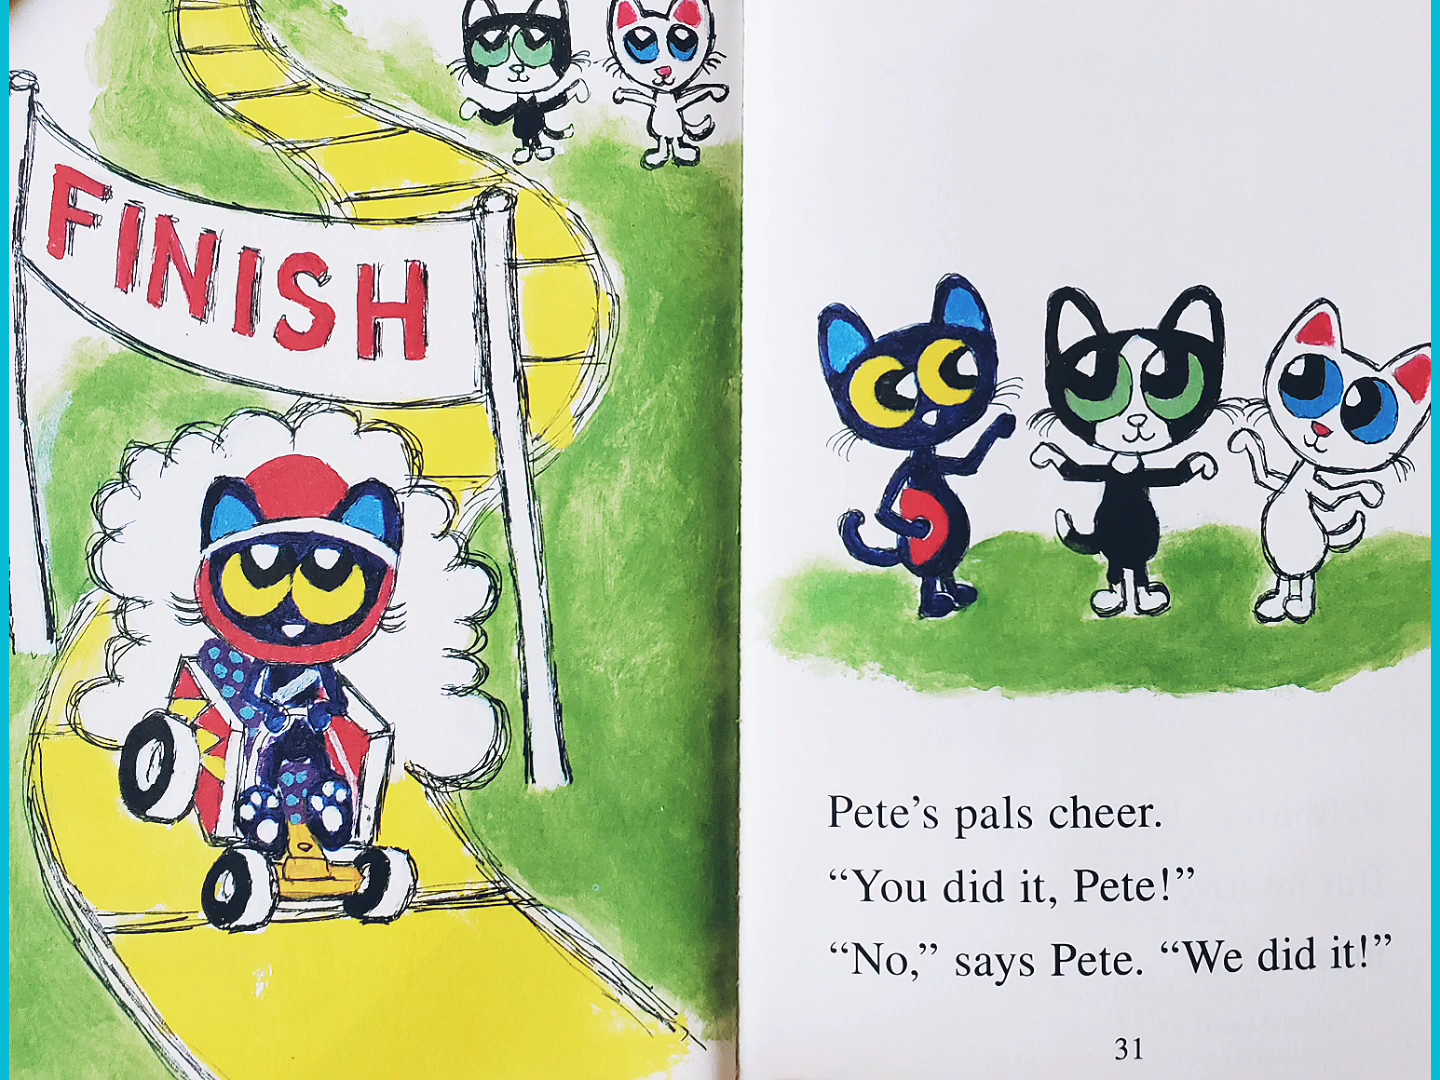 FINISH
Pete’s pals cheer.
“You did it, Pete!”
“No,” says Pete. “We did it!”
31